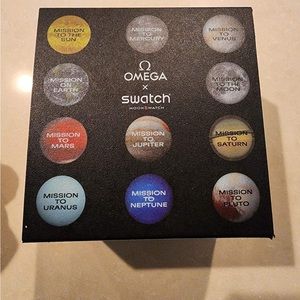 MISSION
TO THE
SUN
MISSION
TO
MERCURY
MISSION
TO
VENUS
MISSION
ON
EARTH
Ω
OMEGA
×
swatch
MOONSWATCH
MISSION
TO THE
MOON
MISSION
TO
MARS
MISSION
TO
JUPITER
MISSION
TO
SATURN
MISSION
TO
URANUS
MISSION
TO
NEPTUNE
MISSION
TO
PLUTO